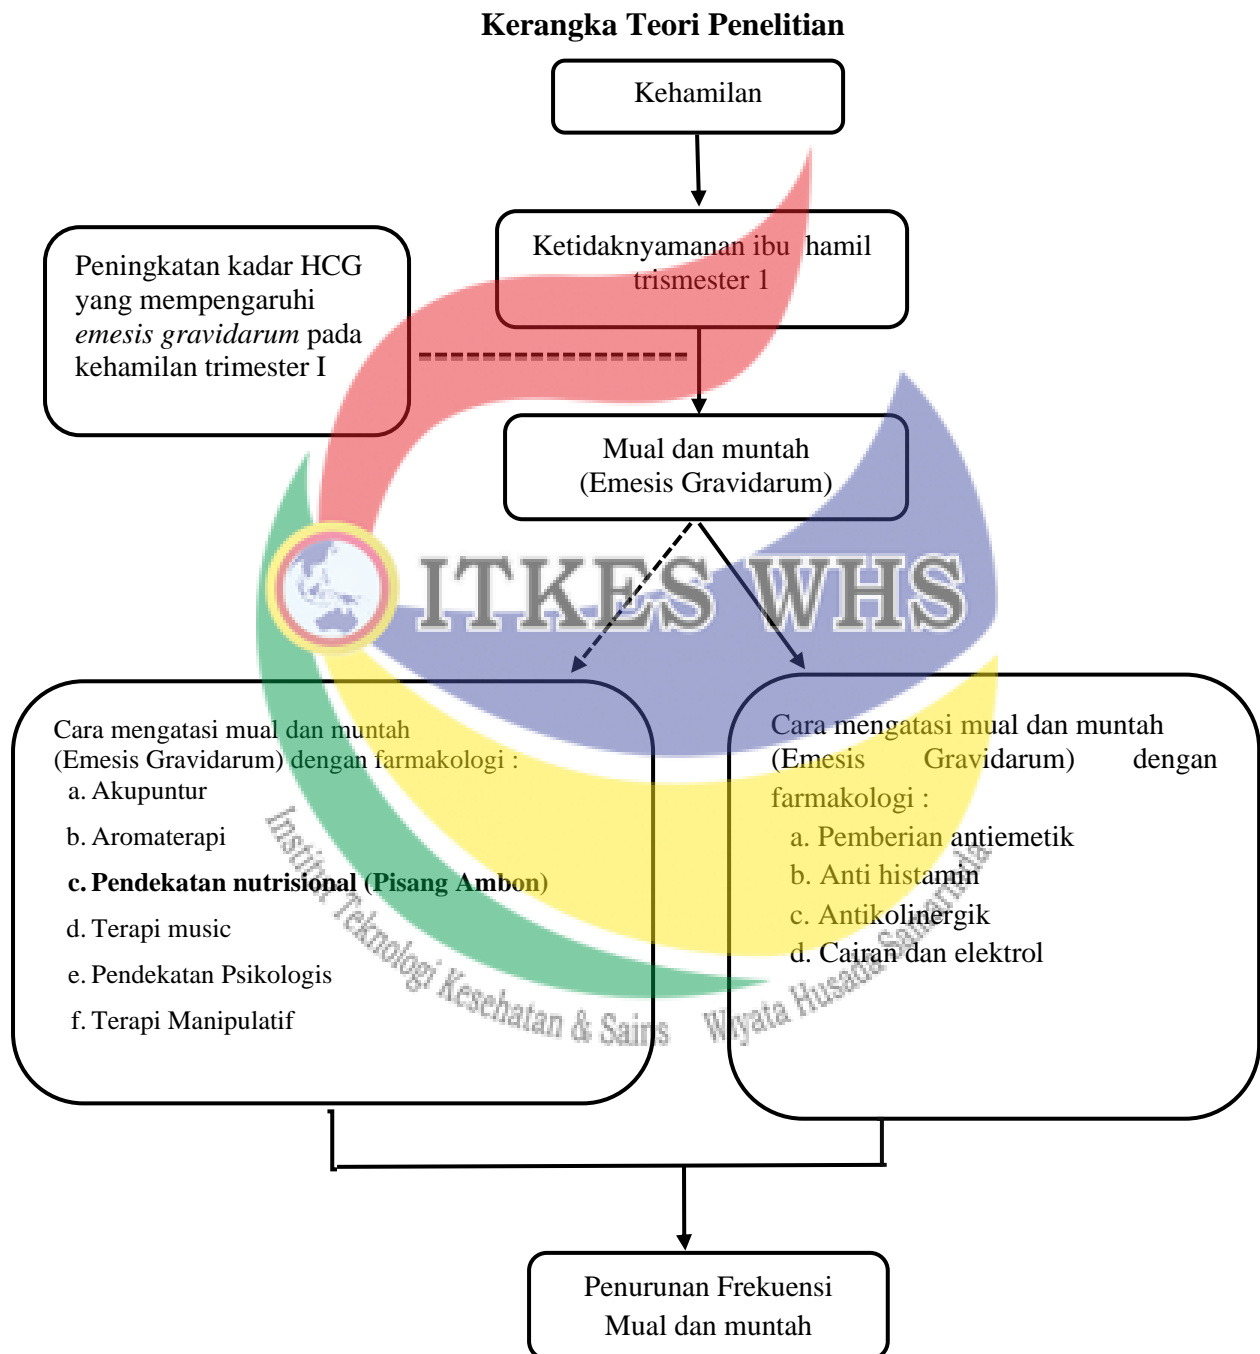 Kerangka Teori Penelitian
Kehamilan
Ketidaknyamanan ibu hamil
trismester 1
Peningkatan kadar HCG
yang mempengaruhi
emesis gravidarum pada
kehamilan trimester I
Mual dan muntah
(Emesis Gravidarum)
ITKES WHS
Cara mengatasi mual dan muntah
(Emesis Gravidarum) dengan farmakologi :
a. Akupuntur
b. Aromaterapi
c. Pendekatan nutrisional (Pisang Ambon)
d. Terapi music
e. Pendekatan Psikologis
f. Terapi Manipulatif
Cara mengatasi mual dan muntah
(Emesis Gravidarum) dengan
farmakologi :
a. Pemberian antiemetik
b. Anti histamin
c. Antikolinergik
d. Cairan dan elektrol
Institut Teknologi Kesehatan & Sains Wiyata Husada Samarinda
Penurunan Frekuensi
Mual dan muntah